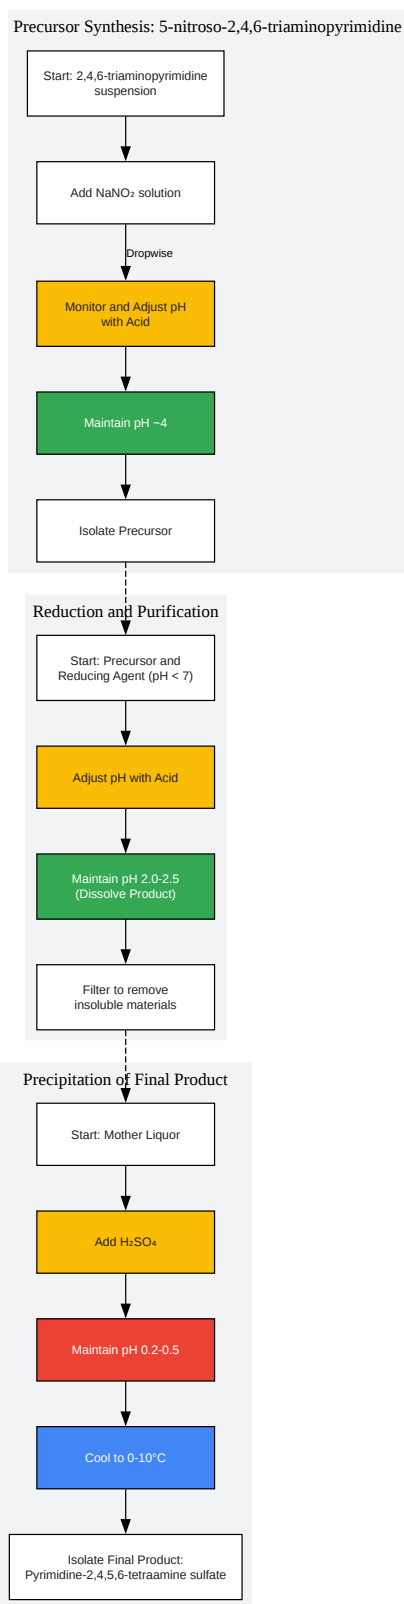 Precursor Synthesis: 5-nitroso-2,4,6-triaminopyrimidine
Start: 2,4,6-triaminopyrimidine
suspension
Add NaNO₂ solution
Dropwise
Monitor and Adjust pH
with Acid
Maintain pH ~4
Isolate Precursor
Reduction and Purification
Start: Precursor and
Reducing Agent (pH < 7)
Adjust pH with Acid
Maintain pH 2.0-2.5
(Dissolve Product)
Filter to remove
insoluble materials
Precipitation of Final Product
Start: Mother Liquor
Add H₂SO₄
Maintain pH 0.2-0.5
Cool to 0-10°C
Isolate Final Product:
Pyrimidine-2,4,5,6-tetraamine sulfate